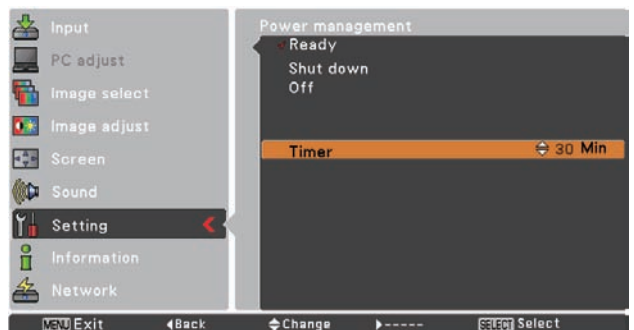 Input
PC adjust
Image select
Image adjust
Screen
Sound
Setting
Information
Network
Power management
Ready
Shut down
Off
Timer 30 Min
MENU Exit Back Change ----- SELECT Select